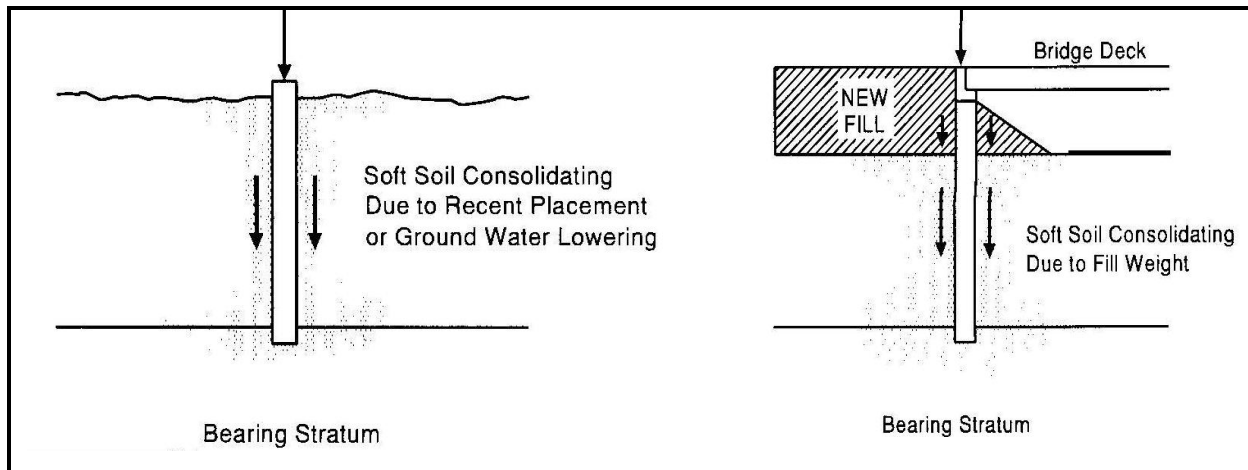 Soft Soil Consolidating
Due to Recent Placement
or Ground Water Lowering
Bearing Stratum
Bridge Deck
NEW
FILL
Soft Soil Consolidating
Due to Fill Weight
Bearing Stratum